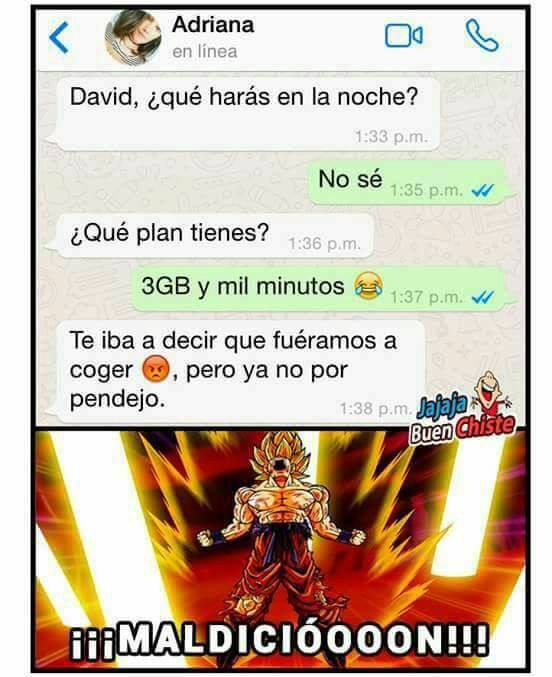 Adriana
en línea
David, ¿qué harás en la noche?
1:33 p.m.
No sé
1:35 p.m.
¿Qué plan tienes?
1:36 p.m.
3GB y mil minutos 😂
1:37 p.m.
Te iba a decir que fuéramos a
coger 😡, pero ya no por
pendejo.
1:38 p.m.
Jajaja
Buen Chiste
¡¡¡MALDICIÓOOON!!!